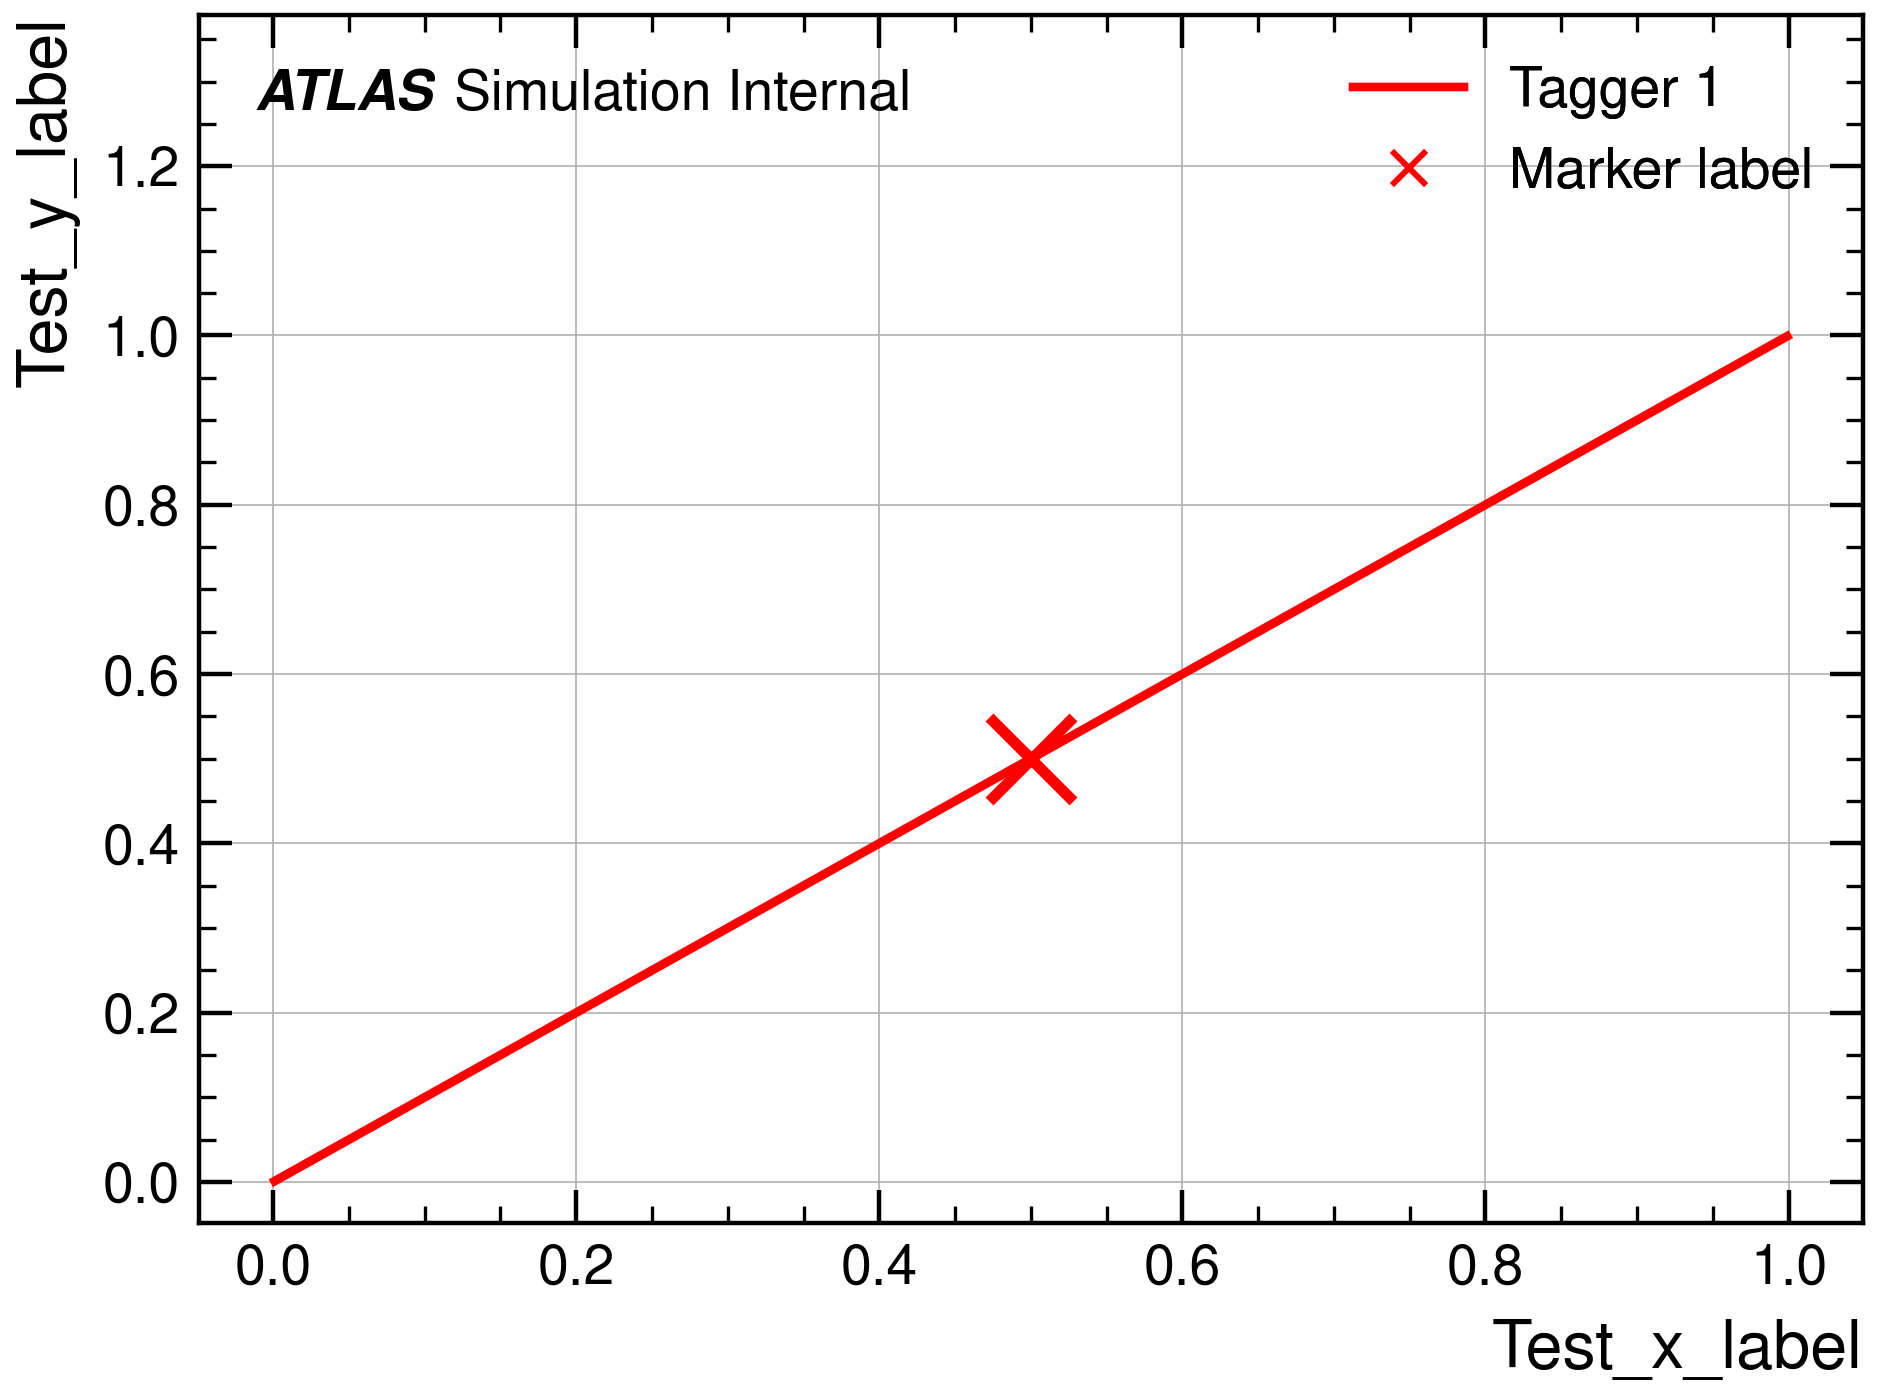 Test_y_label
ATLAS Simulation Internal
Tagger 1
Marker label
1.2
1.0
0.8
0.6
0.4
0.2
0.0
0.0 0.2 0.4 0.6 0.8 1.0
Test_x_label